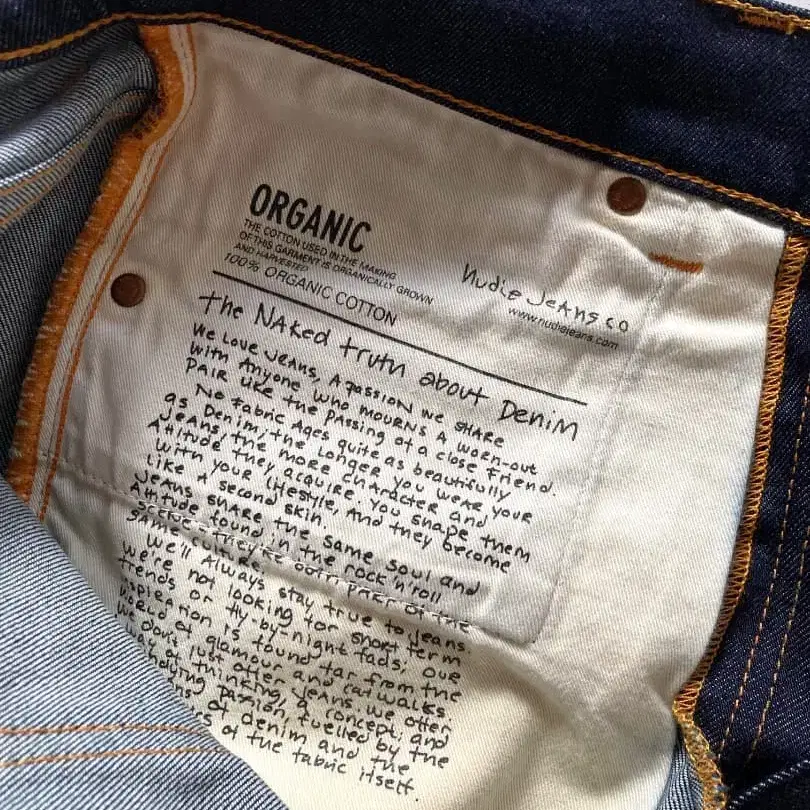 ORGANIC
THE COTTON USED IN THE MAKING
OF THIS GARMENT IS ORGANICALLY GROWN
AND HARVESTED
100% ORGANIC COTTON
Nudie Jeans co
www.nudiejeans.com
the NAked truth about Denim
We Love Jeans, A passion we share
with Anyone who mourns A worn-out
pair like the passing of a close friend.
No fabric Ages quite as beautifully
as Denim; the longer you wear your
Jeans, the more character and
Attitude they acquire. You shape them
with your lifestyle, and they become
like a second skin.
Jeans share the same soul and
Attitude found in the rock'n'roll
they're both part of the
same culture.
We'll Always stay true to jeans.
We're not looking for short term
trends or fly-by-night fads; our
inspiration is found far from the
world of glamour and catwalks.
We don't just offer jeans we offer
of thinking, a concept; and
passion, fuelled by the
of denim and the
of the fabric itself.